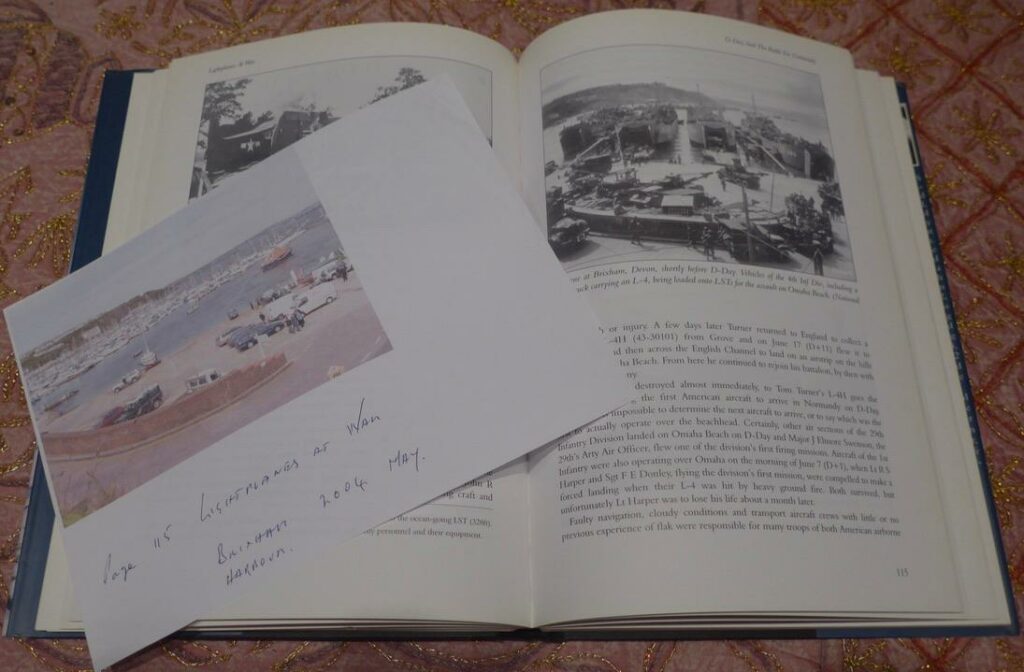 Lightplanes At War
D-Day And The Battle For Normandy
Page 115 LIGHTPLANES AT WAR
BRIXHAM 2004 MAY.
HARBOUR.
John R
craft and
the ocean-going LST (3280).
personnel and their equipment.
at Brixham, Devon, shortly before D-Day. Vehicles of the 4th Inf Div, including a
carrying an L-4, being loaded onto LSTs for the assault on Omaha Beach. (National
or injury. A few days later Turner returned to England to collect a
-4H (43-30101) from Grove and on June 17 (D+11) flew it to
then across the English Channel to land on an airstrip on the
Beach. From here he continued to rejoin his battalion, by then with
destroyed almost immediately, to Tom Turner's L-4H goes the
the first American aircraft to arrive in Normandy on D-Day
impossible to determine the next aircraft to arrive, or to say which was the
to actually operate over the beachhead. Certainly, other air sections of the 29th
Infantry Division landed on Omaha Beach on D-Day and Major J Elmore Swenson, the
29th's Arty Air Officer, flew one of the division's first firing missions. Aircraft of the 1st
Infantry were also operating over Omaha on the morning of June 7 (D+1), when Lt R S
Harper and Sgt F E Donley, flying the division's first mission, were compelled to make a
forced landing when their L-4 was hit by heavy ground fire. Both survived, but
unfortunately Lt Harper was to lose his life about a month later.
Faulty navigation, cloudy conditions and transport aircraft crews with little or no
previous experience of flak were responsible for many troops of both American airborne
115